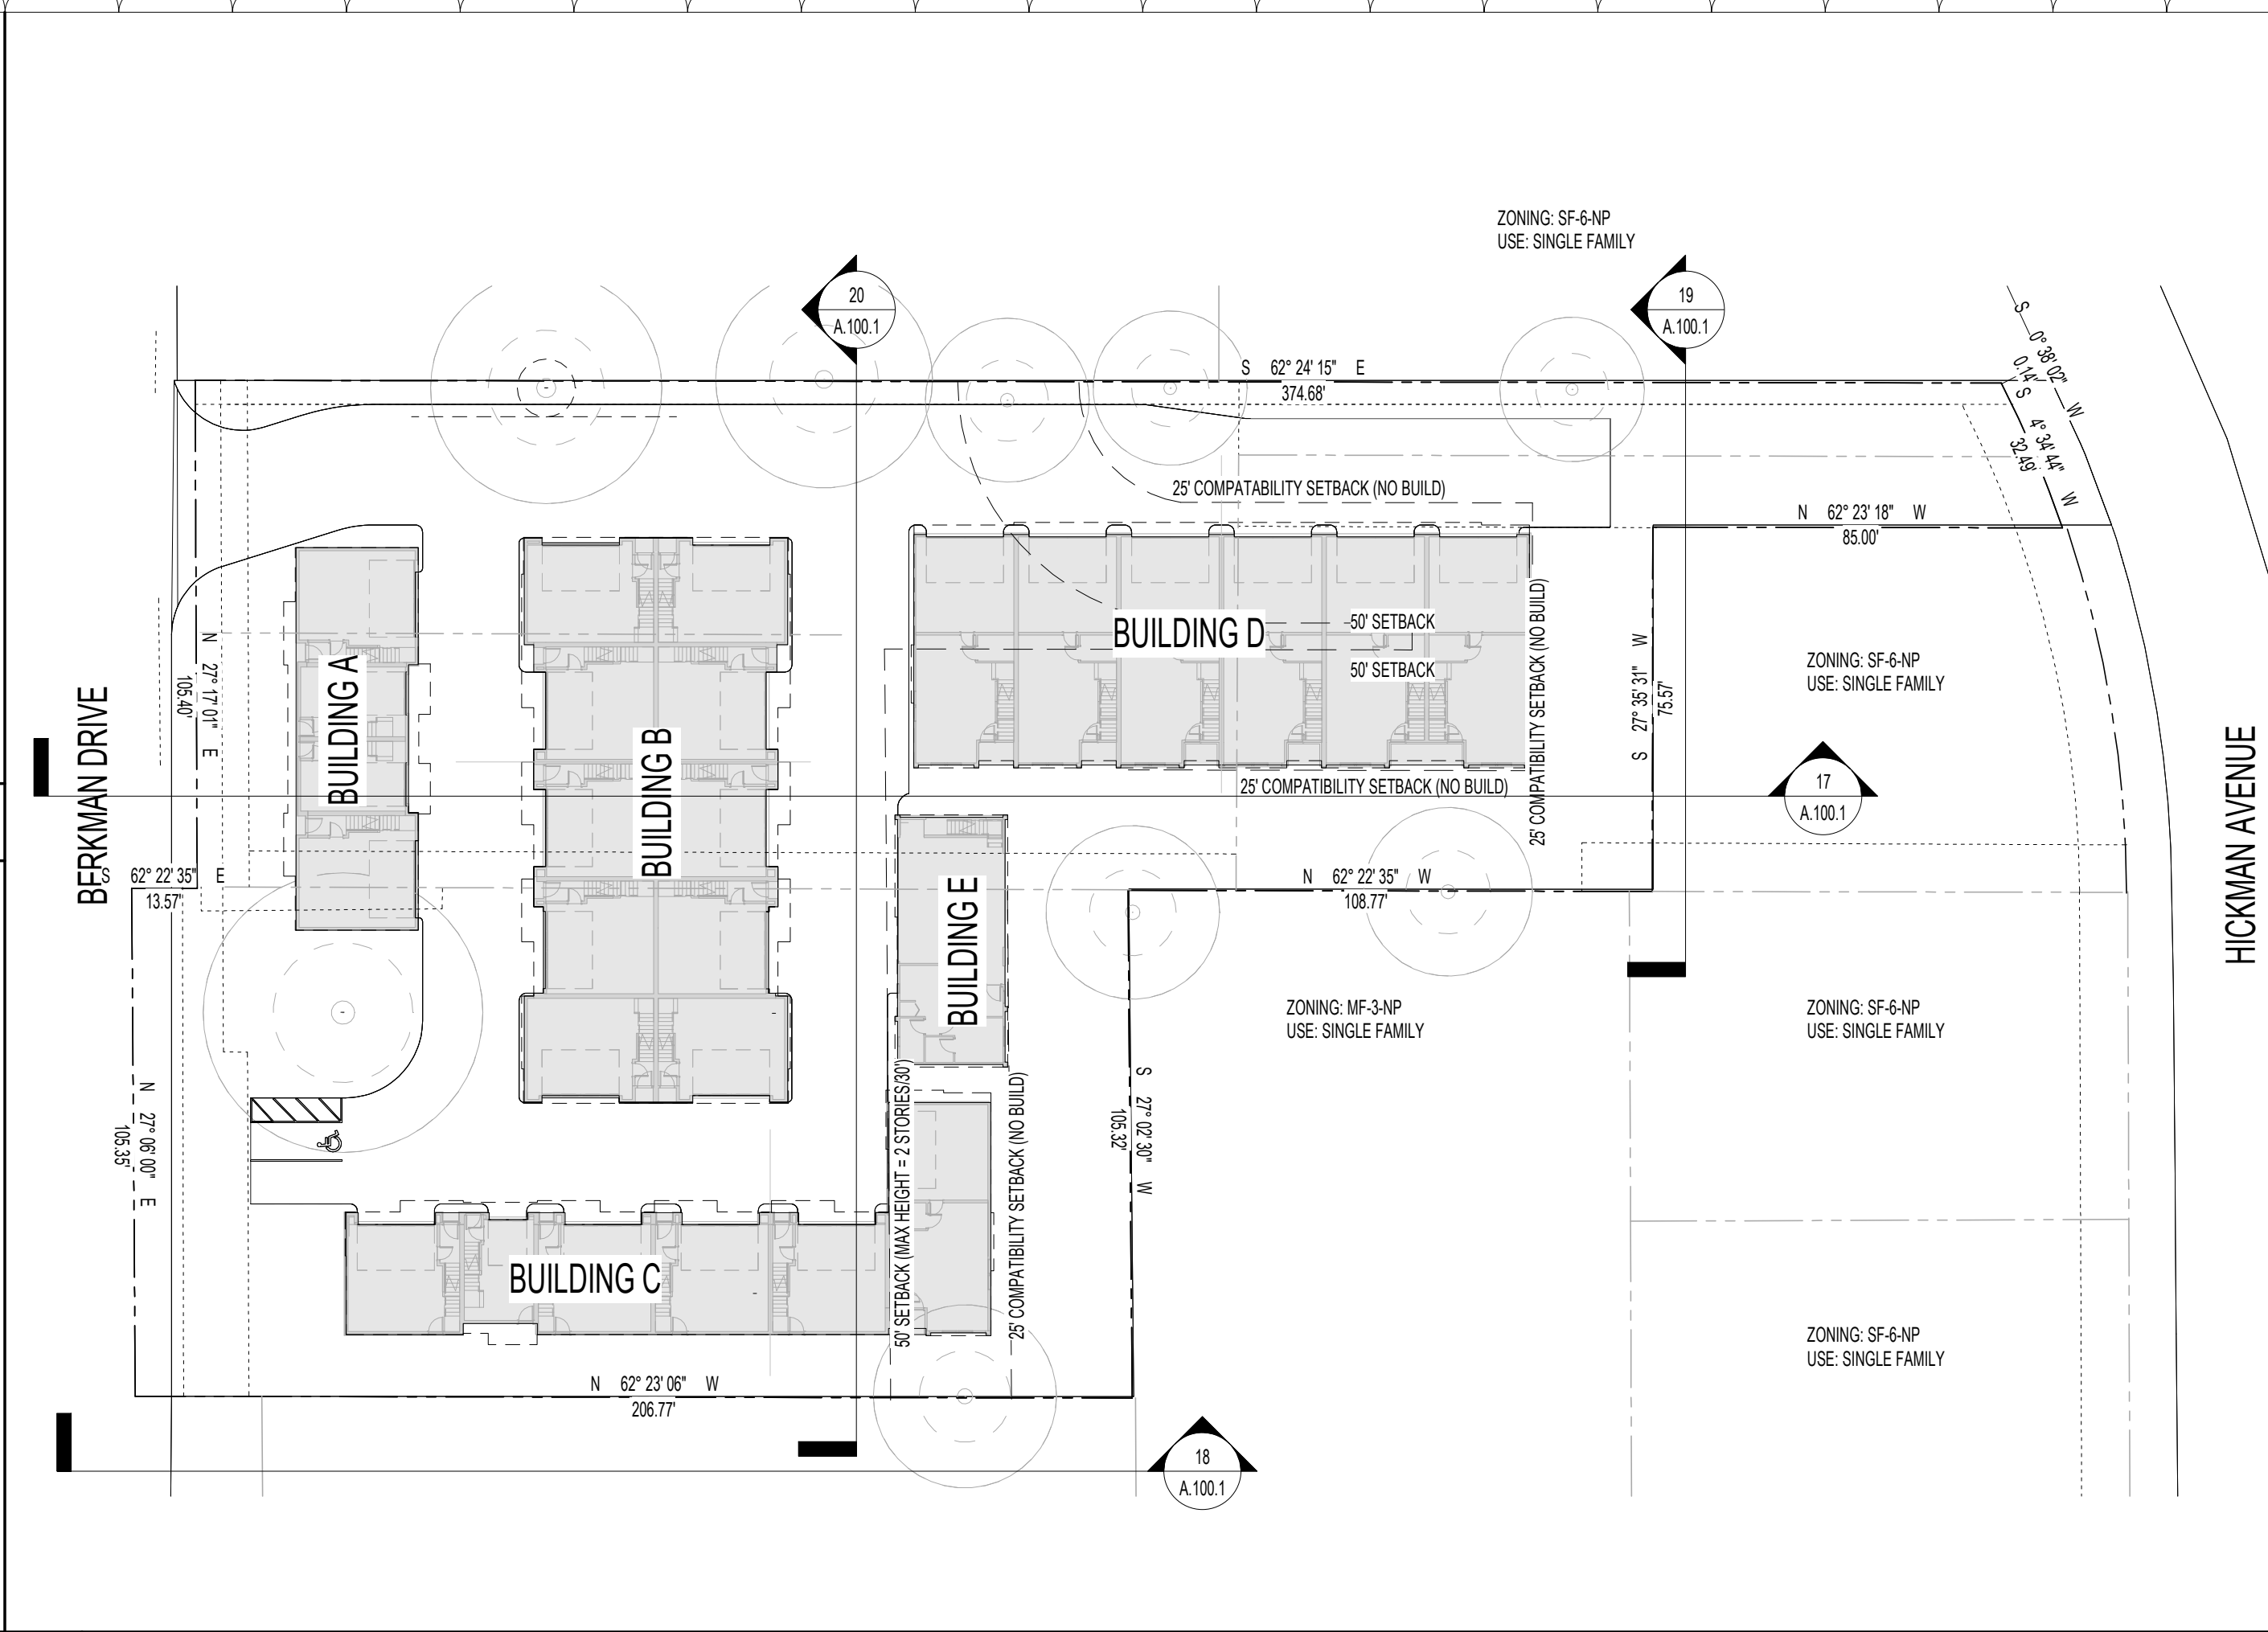 ZONING: SF-6-NP
USE: SINGLE FAMILY
20
A.100.1
19
A.100.1
S 0° 38' 02" W
0.14'
S 62° 24' 15" E
374.68'
S 4° 34' 44" W
32.49'
25' COMPATABILITY SETBACK (NO BUILD)
N 62° 23' 18" W
85.00'
BUILDING D
50' SETBACK
50' SETBACK
25' COMPATIBILITY SETBACK (NO BUILD)
25' COMPATIBILITY SETBACK (NO BUILD)
S 27° 35' 31" W
75.57'
ZONING: SF-6-NP
USE: SINGLE FAMILY
N 27° 17' 01" E
105.40'
BUILDING A
BUILDING B
BERKMAN DRIVE
17
A.100.1
HICKMAN AVENUE
S 62° 22' 35" E
13.57'
N 62° 22' 35" W
108.77'
BUILDING E
ZONING: MF-3-NP
USE: SINGLE FAMILY
ZONING: SF-6-NP
USE: SINGLE FAMILY
N 27° 06' 00" E
105.35'
50' SETBACK (MAX HEIGHT = 2 STORIES/30')
25' COMPATIBILITY SETBACK (NO BUILD)
S 27° 02' 30" W
105.32'
BUILDING C
ZONING: SF-6-NP
USE: SINGLE FAMILY
N 62° 23' 06" W
206.77'
18
A.100.1